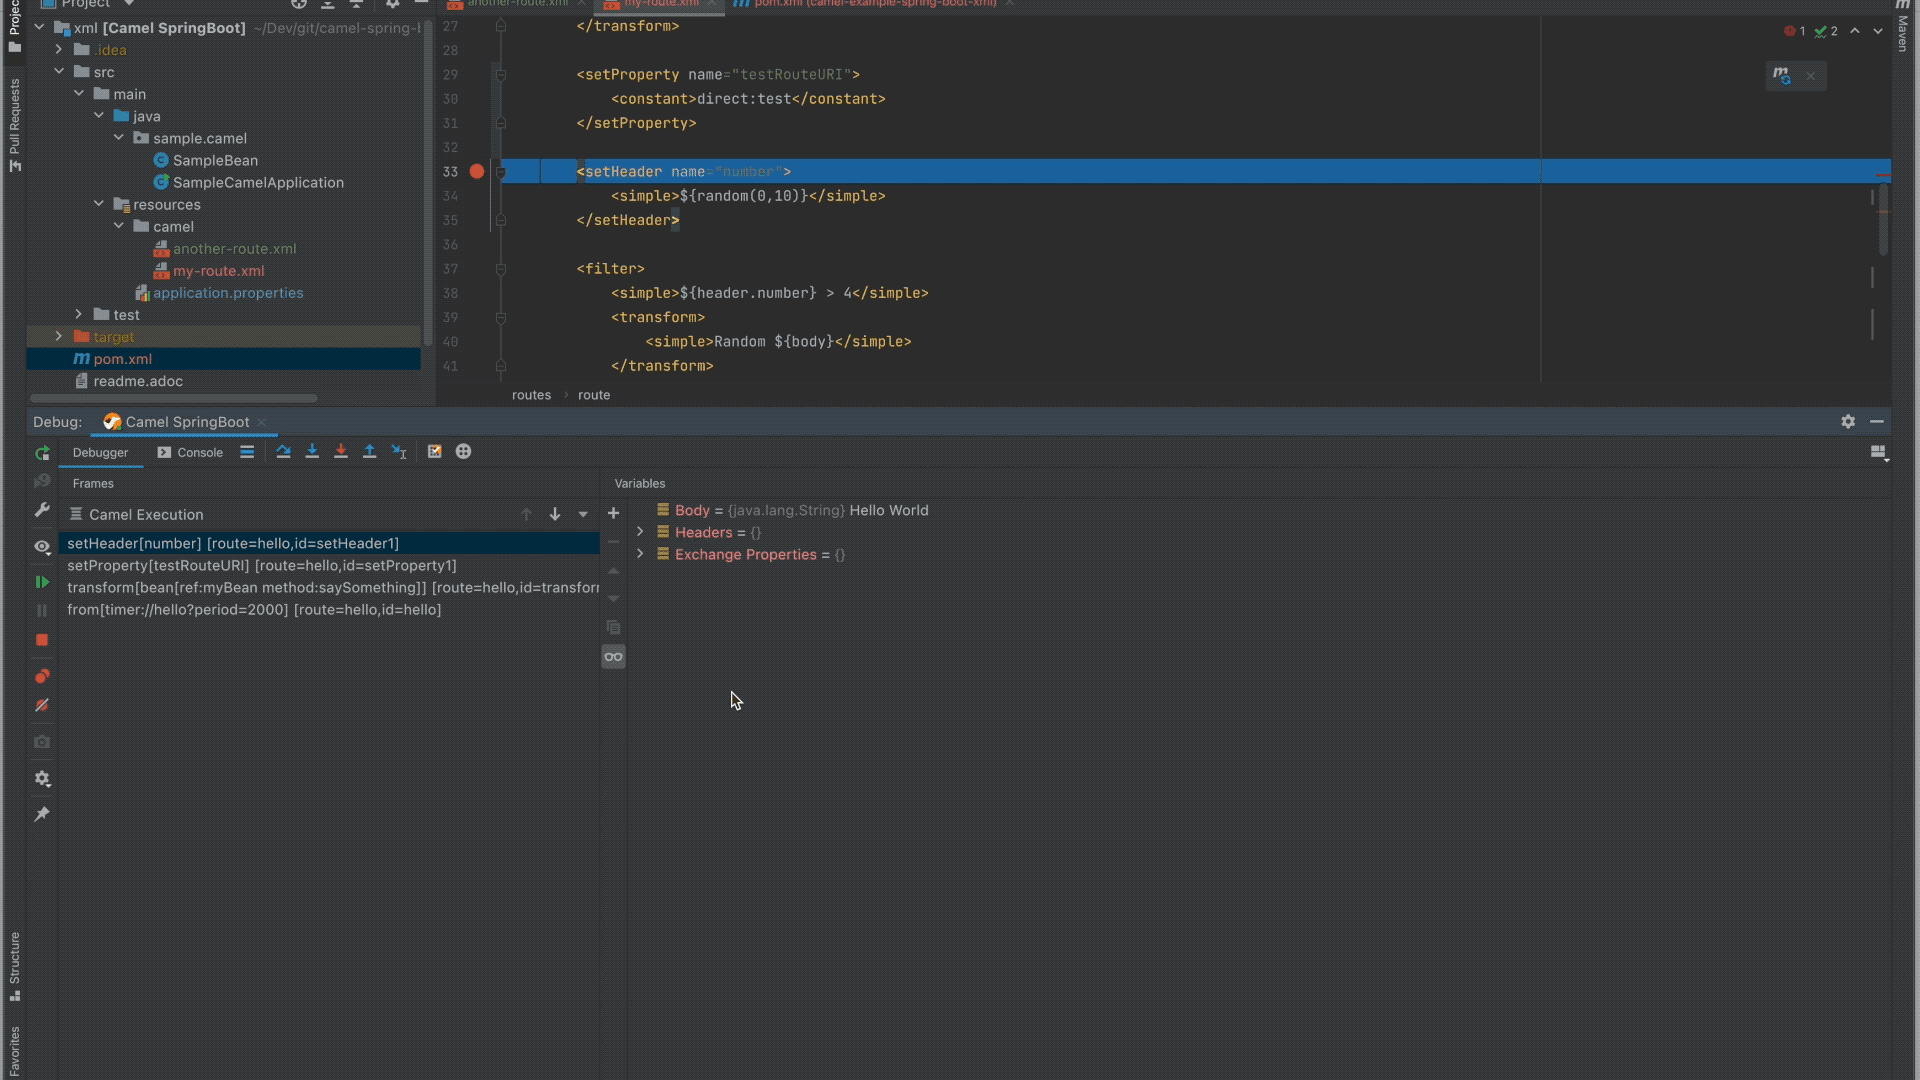 Project
another-route.xml
my-route.xml
pom.xml (camel-example-spring-boot-xml)
Maven
Project
Pull Requests
xml [Camel SpringBoot] ~/Dev/git/camel-spring-
.idea
src
main
java
sample.camel
SampleBean
SampleCamelApplication
resources
camel
another-route.xml
my-route.xml
application.properties
test
target
pom.xml
readme.adoc
27 </transform>
28
29 <setProperty name="testRouteURI">
30 <constant>direct:test</constant>
31 </setProperty>
32
33 <setHeader name="number">
34 <simple>${random(0,10)}</simple>
35 </setHeader>
36
37 <filter>
38 <simple>${header.number} > 4</simple>
39 <transform>
40 <simple>Random ${body}</simple>
41 </transform>
1 2
routes › route
Debug: Camel SpringBoot
Debugger Console
Frames
Variables
Camel Execution
setHeader[number] [route=hello,id=setHeader1]
setProperty[testRouteURI] [route=hello,id=setProperty1]
transform[bean[ref:myBean method:saySomething]] [route=hello,id=transfor
from[timer://hello?period=2000] [route=hello,id=hello]
Body = {java.lang.String} Hello World
Headers = {}
Exchange Properties = {}
Structure
Favorites